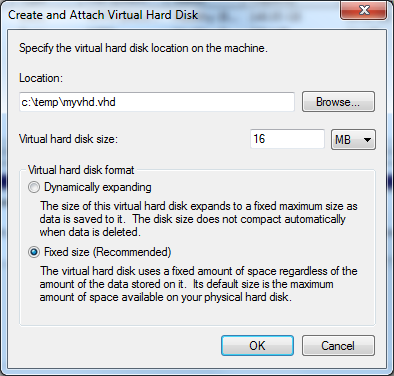 Create and Attach Virtual Hard Disk
Specify the virtual hard disk location on the machine.
Location:
c:\temp\myvhd.vhd Browse...
Virtual hard disk size: 16 MB
Virtual hard disk format
Dynamically expanding
The size of this virtual hard disk expands to a fixed maximum size as
data is saved to it. The disk size does not compact automatically
when data is deleted.
Fixed size (Recommended)
The virtual hard disk uses a fixed amount of space regardless of the
amount of the data stored on it. Its default size is the maximum
amount of space available on your physical hard disk.
OK Cancel